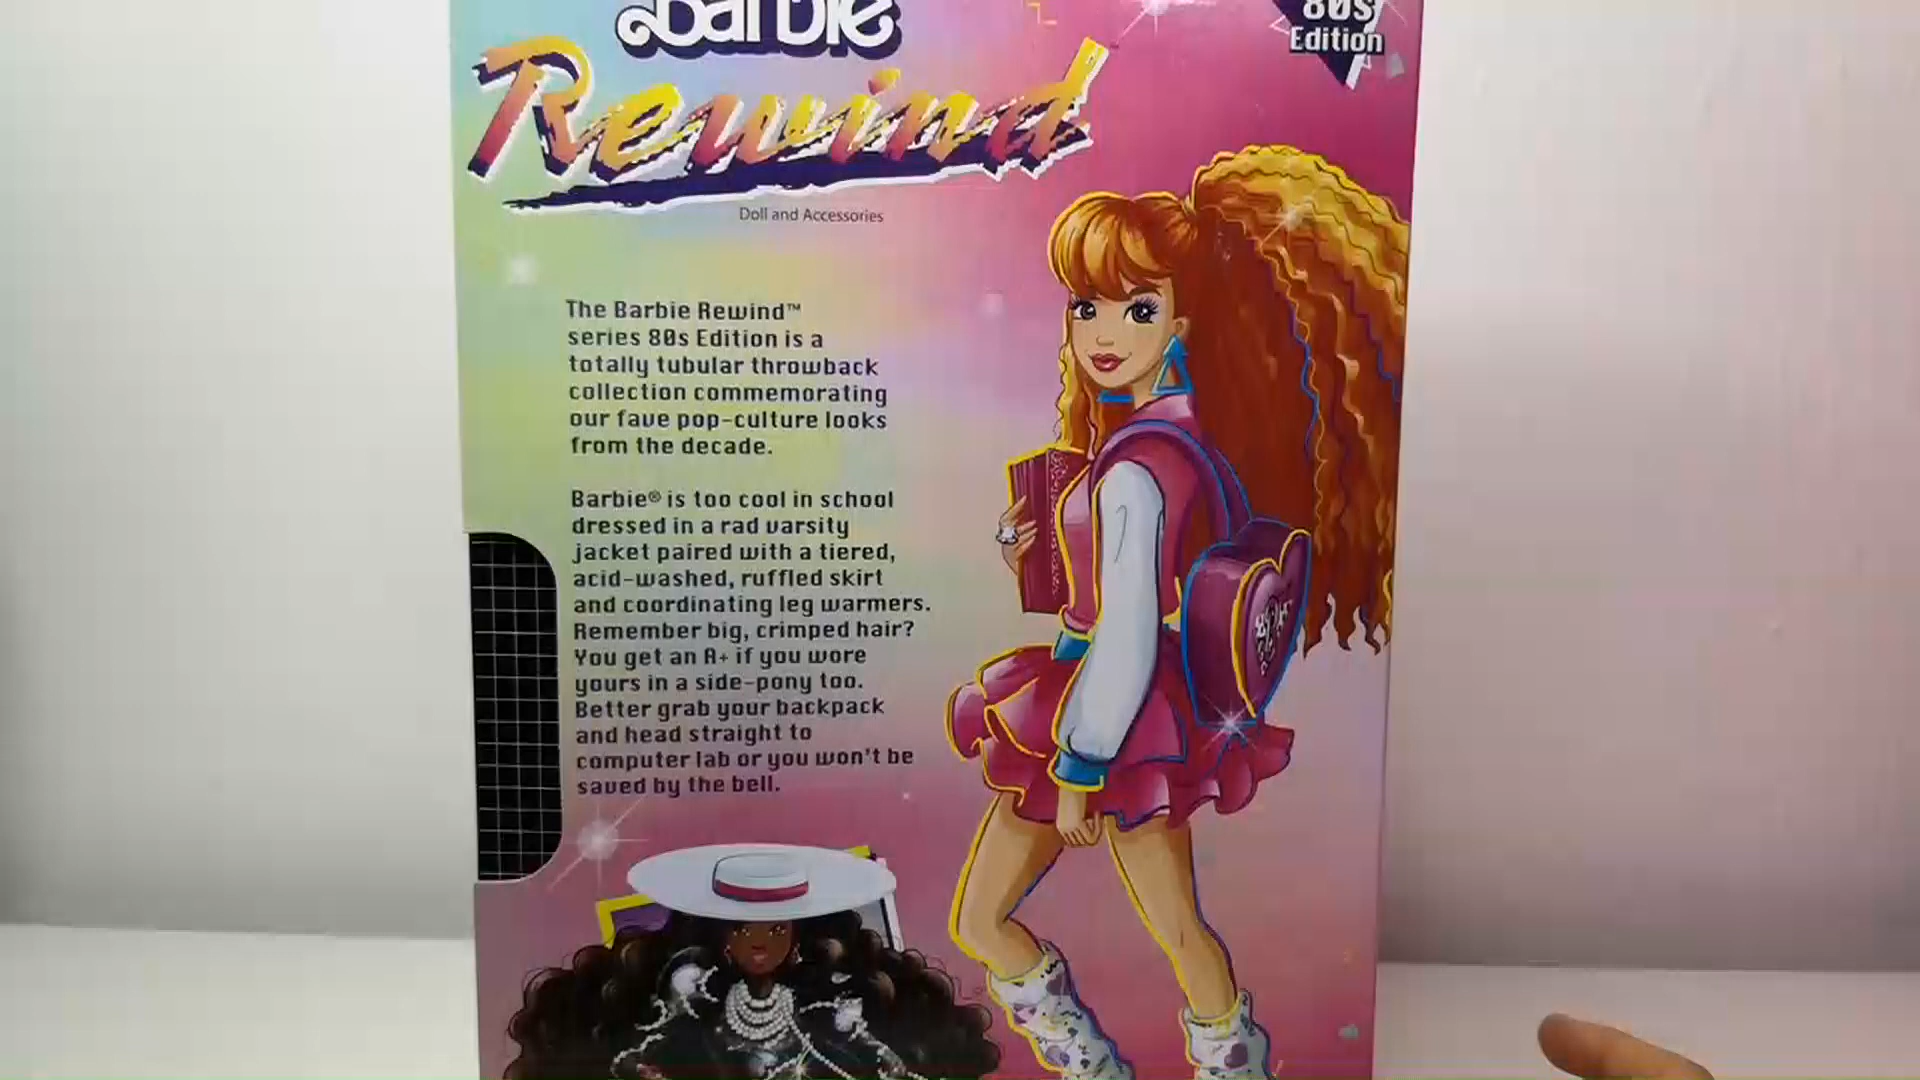 Barbie
80s
Edition
Rewind
Doll and Accessories
The Barbie Rewind™
series 80s Edition is a
totally tubular throwback
collection commemorating
our fave pop-culture looks
from the decade.
Barbie® is too cool in school
dressed in a rad varsity
jacket paired with a tiered,
acid-washed, ruffled skirt
and coordinating leg warmers.
Remember big, crimped hair?
You get an A+ if you wore
yours in a side-pony too.
Better grab your backpack
and head straight to
computer lab or you won't be
saved by the bell.